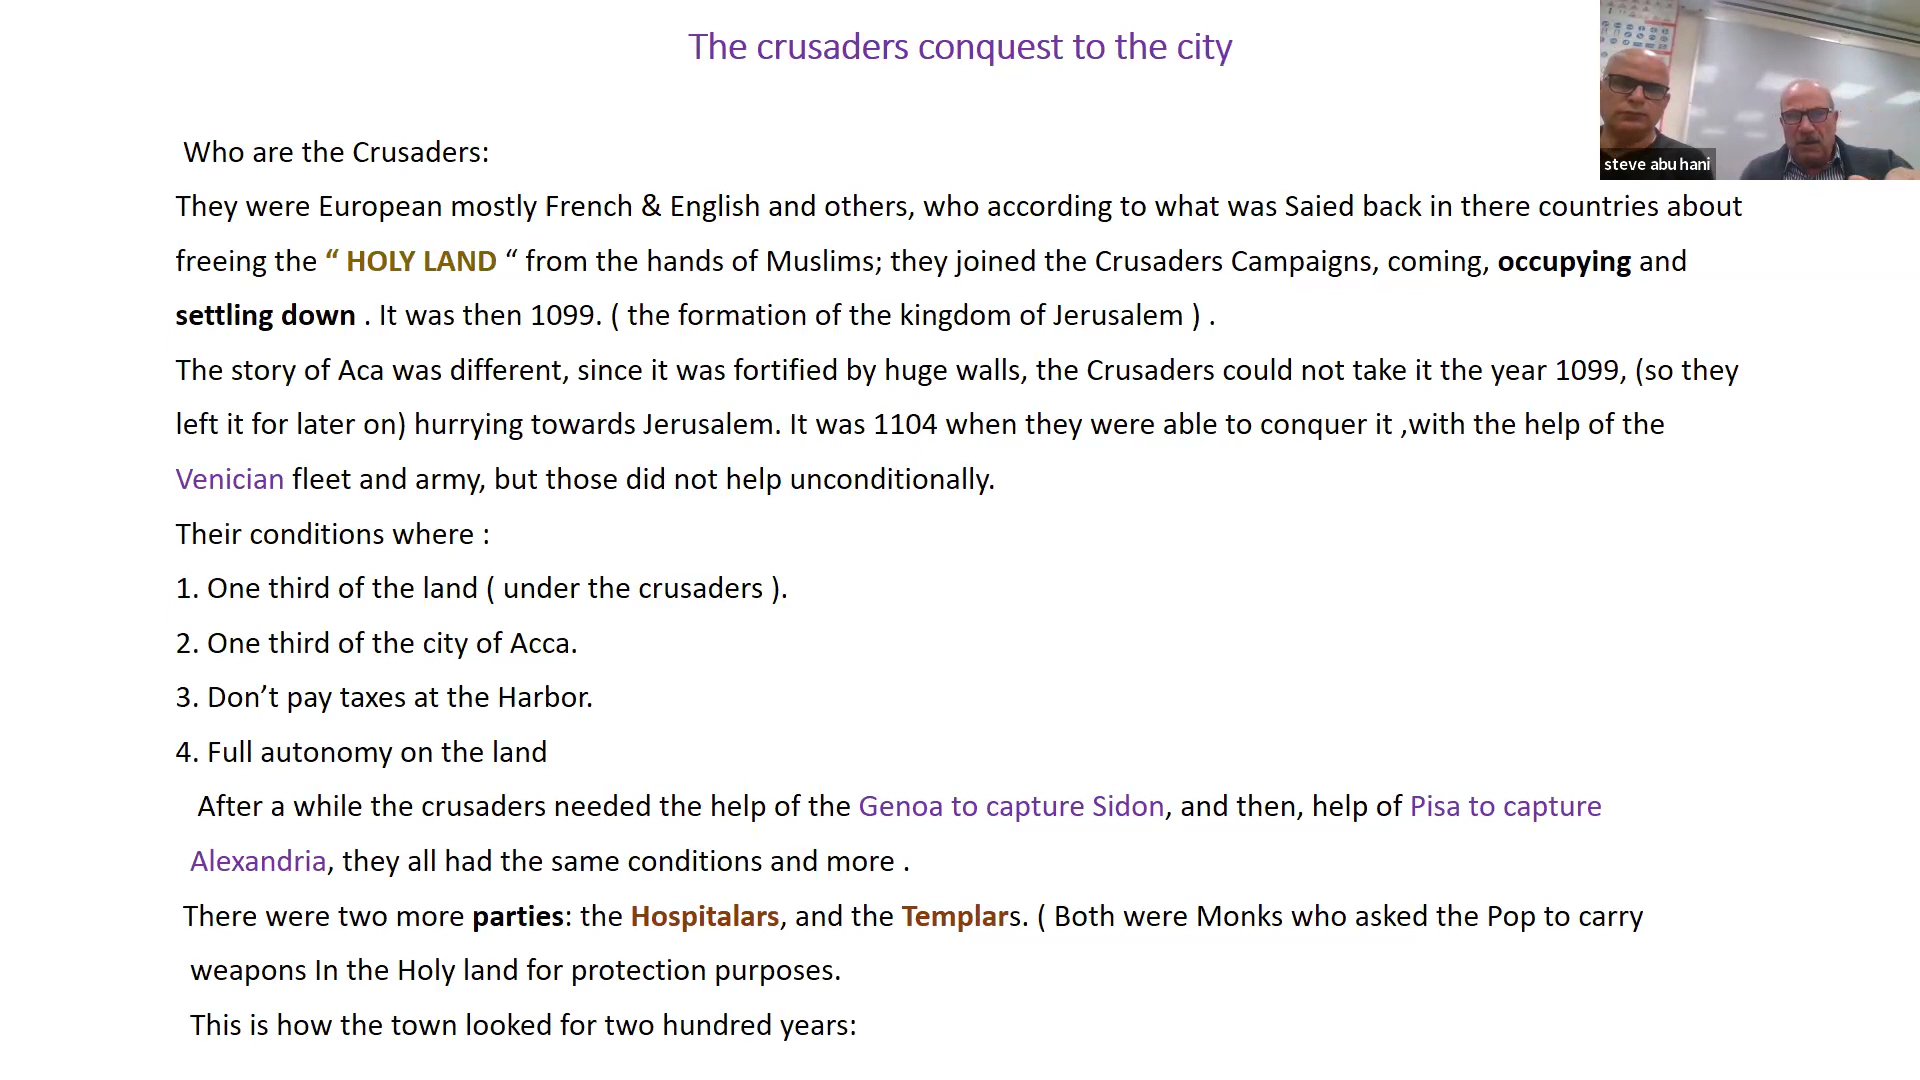 The crusaders conquest to the city
steve abu hani
Who are the Crusaders:
They were European mostly French & English and others, who according to what was Saied back in there countries about
freeing the “ HOLY LAND “ from the hands of Muslims; they joined the Crusaders Campaigns, coming, occupying and
settling down . It was then 1099. ( the formation of the kingdom of Jerusalem ) .
The story of Aca was different, since it was fortified by huge walls, the Crusaders could not take it the year 1099, (so they
left it for later on) hurrying towards Jerusalem. It was 1104 when they were able to conquer it ,with the help of the
Venician fleet and army, but those did not help unconditionally.
Their conditions where :
1. One third of the land ( under the crusaders ).
2. One third of the city of Acca.
3. Don’t pay taxes at the Harbor.
4. Full autonomy on the land
After a while the crusaders needed the help of the Genoa to capture Sidon, and then, help of Pisa to capture
Alexandria, they all had the same conditions and more .
There were two more parties: the Hospitalars, and the Templars. ( Both were Monks who asked the Pop to carry
weapons In the Holy land for protection purposes.
This is how the town looked for two hundred years: